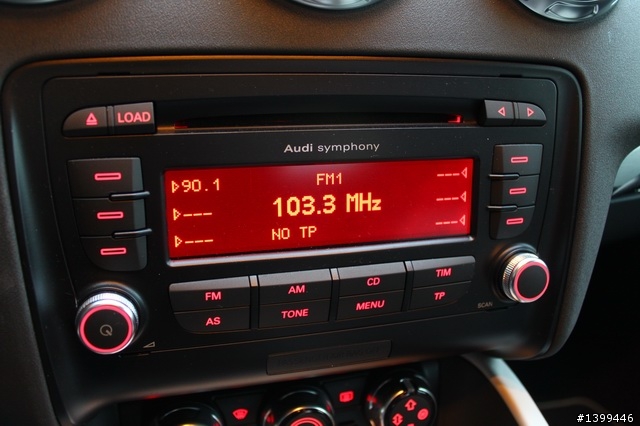 LOAD
Audi symphony
90.1 FM1 ---
--- 103.3 MHz ---
--- NO TP ---
FM AM CD TIM
AS TONE MENU TP
SCAN
#1399446